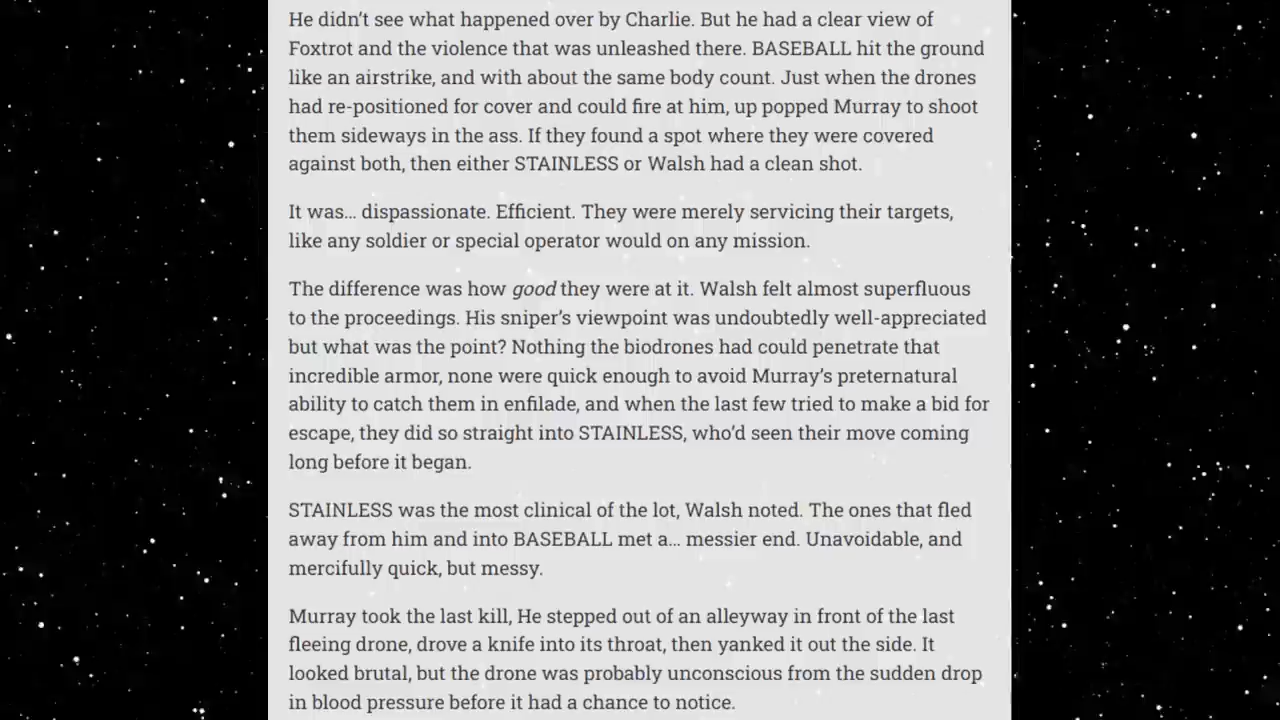 He didn’t see what happened over by Charlie. But he had a clear view of
Foxtrot and the violence that was unleashed there. BASEBALL hit the ground
like an airstrike, and with about the same body count. Just when the drones
had re-positioned for cover and could fire at him, up popped Murray to shoot
them sideways in the ass. If they found a spot where they were covered
against both, then either STAINLESS or Walsh had a clean shot.
It was… dispassionate. Efficient. They were merely servicing their targets,
like any soldier or special operator would on any mission.
The difference was how good they were at it. Walsh felt almost superfluous
to the proceedings. His sniper’s viewpoint was undoubtedly well-appreciated
but what was the point? Nothing the biodrones had could penetrate that
incredible armor, none were quick enough to avoid Murray’s preternatural
ability to catch them in enfilade, and when the last few tried to make a bid for
escape, they did so straight into STAINLESS, who’d seen their move coming
long before it began.
STAINLESS was the most clinical of the lot, Walsh noted. The ones that fled
away from him and into BASEBALL met a… messier end. Unavoidable, and
mercifully quick, but messy.
Murray took the last kill, He stepped out of an alleyway in front of the last
fleeing drone, drove a knife into its throat, then yanked it out the side. It
looked brutal, but the drone was probably unconscious from the sudden drop
in blood pressure before it had a chance to notice.